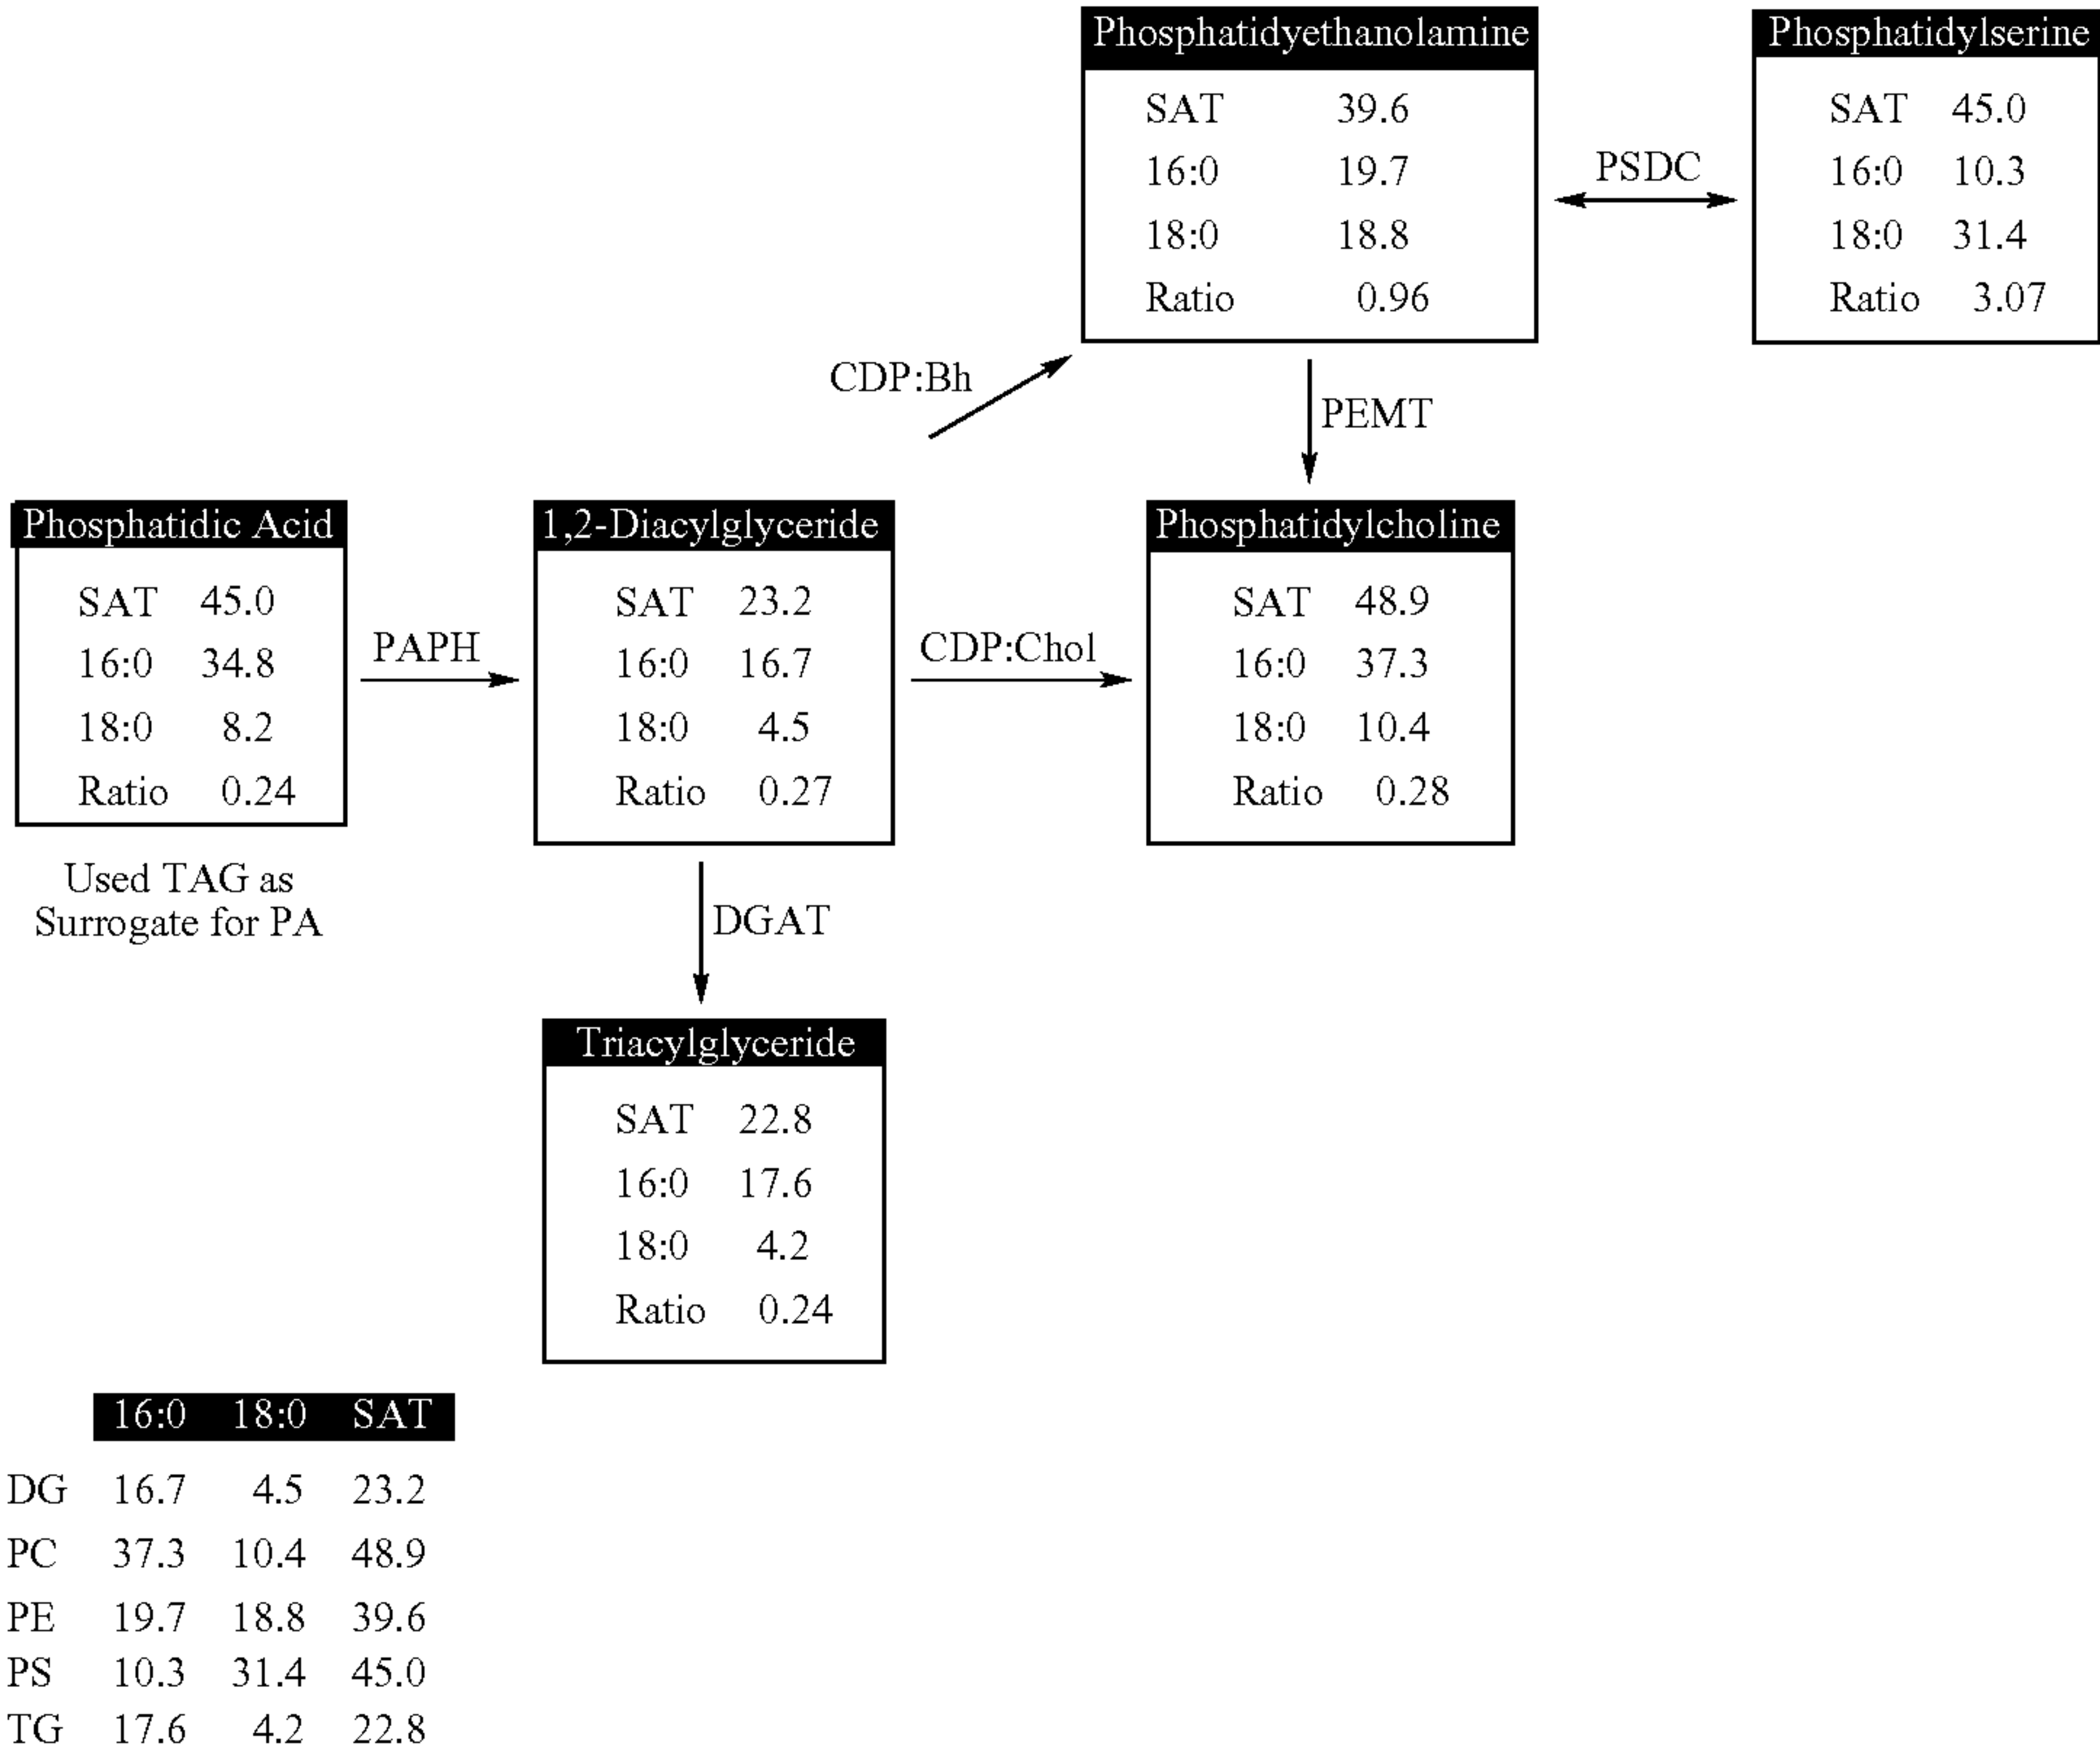 Phosphatidyethanolamine
SAT 39.6
16:0 19.7
18:0 18.8
Ratio 0.96
PSDC
Phosphatidylserine
SAT 45.0
16:0 10.3
18:0 31.4
Ratio 3.07
CDP:Bh
PEMT
Phosphatidic Acid
SAT 45.0
16:0 34.8
18:0 8.2
Ratio 0.24
Used TAG as
Surrogate for PA
PAPH
1,2-Diacylglyceride
SAT 23.2
16:0 16.7
18:0 4.5
Ratio 0.27
CDP:Chol
Phosphatidylcholine
SAT 48.9
16:0 37.3
18:0 10.4
Ratio 0.28
DGAT
Triacylglyceride
SAT 22.8
16:0 17.6
18:0 4.2
Ratio 0.24
16:0 18:0 SAT
DG 16.7 4.5 23.2
PC 37.3 10.4 48.9
PE 19.7 18.8 39.6
PS 10.3 31.4 45.0
TG 17.6 4.2 22.8